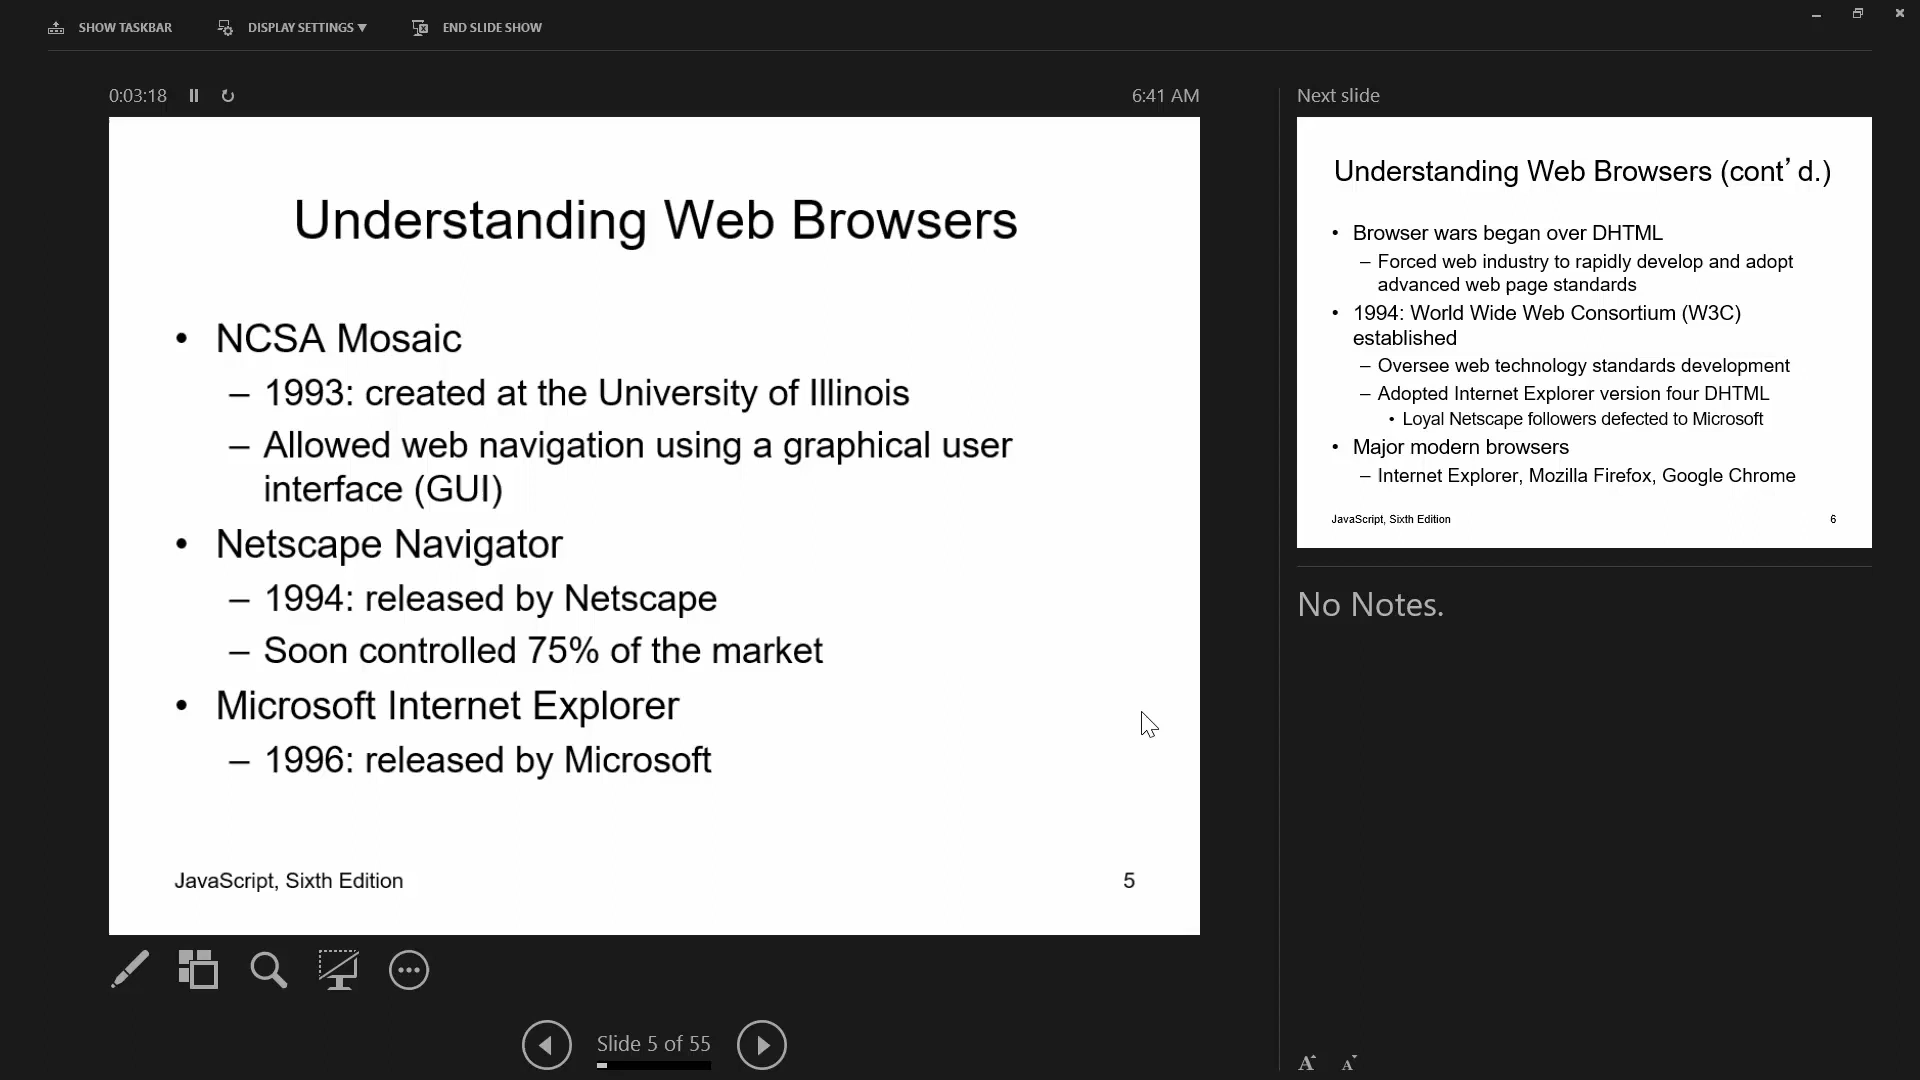 SHOW TASKBAR DISPLAY SETTINGS ▼ END SLIDE SHOW
0:03:18 6:41 AM
Understanding Web Browsers
• NCSA Mosaic
– 1993: created at the University of Illinois
– Allowed web navigation using a graphical user
interface (GUI)
• Netscape Navigator
– 1994: released by Netscape
– Soon controlled 75% of the market
• Microsoft Internet Explorer
– 1996: released by Microsoft
JavaScript, Sixth Edition 5
Slide 5 of 55
Next slide
Understanding Web Browsers (cont’d.)
• Browser wars began over DHTML
– Forced web industry to rapidly develop and adopt
advanced web page standards
• 1994: World Wide Web Consortium (W3C)
established
– Oversee web technology standards development
– Adopted Internet Explorer version four DHTML
• Loyal Netscape followers defected to Microsoft
• Major modern browsers
– Internet Explorer, Mozilla Firefox, Google Chrome
JavaScript, Sixth Edition 6
No Notes.
A A